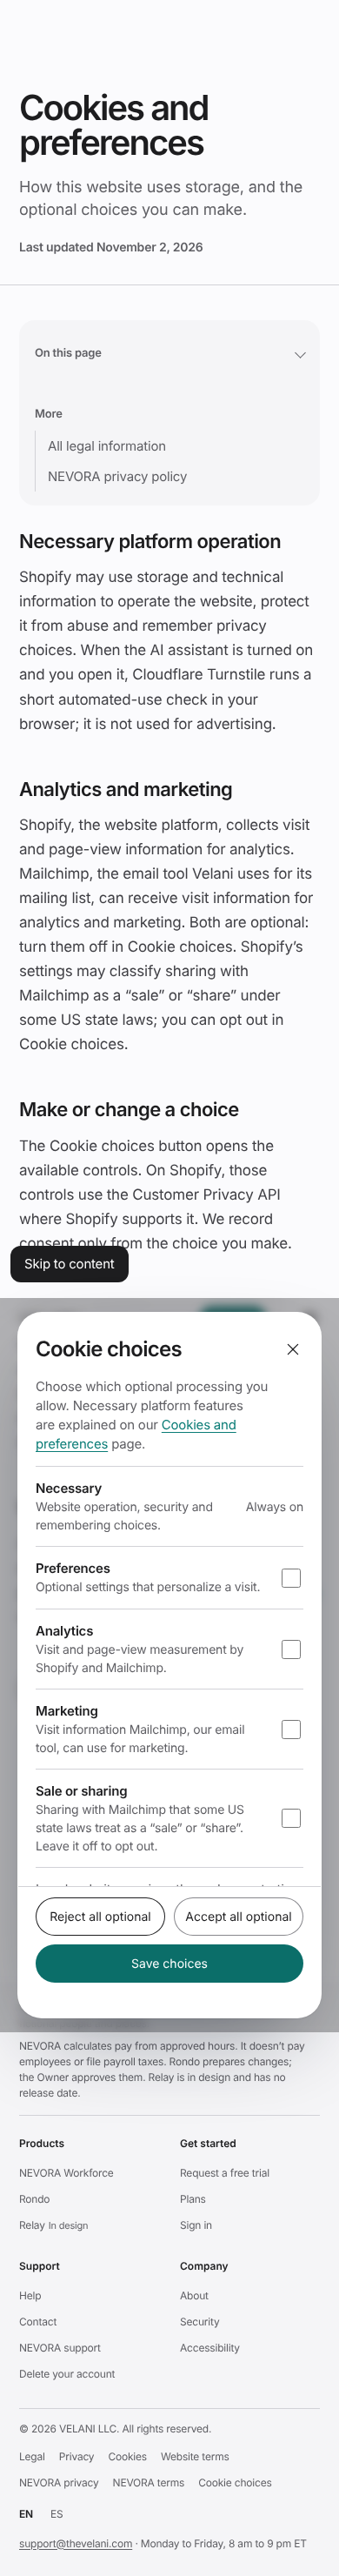 Cookies and
preferences
How this website uses storage, and the
optional choices you can make.
Last updated November 2, 2026
On this page
More
All legal information
NEVORA privacy policy
Necessary platform operation
Shopify may use storage and technical
information to operate the website, protect
it from abuse and remember privacy
choices. When the AI assistant is turned on
and you open it, Cloudflare Turnstile runs a
short automated-use check in your
browser; it is not used for advertising.
Analytics and marketing
Shopify, the website platform, collects visit
and page-view information for analytics.
Mailchimp, the email tool Velani uses for its
mailing list, can receive visit information for
analytics and marketing. Both are optional:
turn them off in Cookie choices. Shopify’s
settings may classify sharing with
Mailchimp as a “sale” or “share” under
some US state laws; you can opt out in
Cookie choices.
Make or change a choice
The Cookie choices button opens the
available controls. On Shopify, those
controls use the Customer Privacy API
where Shopify supports it. We record
consent only from the choice you make.
Skip to content
Cookie choices
Choose which optional processing you
allow. Necessary platform features
are explained on our Cookies and
preferences page.
Necessary
Website operation, security and
remembering choices.
Always on
Preferences
Optional settings that personalize a visit.
Analytics
Visit and page-view measurement by
Shopify and Mailchimp.
Marketing
Visit information Mailchimp, our email
tool, can use for marketing.
Sale or sharing
Sharing with Mailchimp that some US
state laws treat as a “sale” or “share”.
Leave it off to opt out.
Reject all optional
Accept all optional
Save choices
NEVORA calculates pay from approved hours. It doesn’t pay
employees or file payroll taxes. Rondo prepares changes;
the Owner approves them. Relay is in design and has no
release date.
Products
NEVORA Workforce
Rondo
Relay In design
Get started
Request a free trial
Plans
Sign in
Support
Help
Contact
NEVORA support
Delete your account
Company
About
Security
Accessibility
© 2026 VELANI LLC. All rights reserved.
Legal Privacy Cookies Website terms
NEVORA privacy NEVORA terms Cookie choices
EN ES
support@thevelani.com · Monday to Friday, 8 am to 9 pm ET